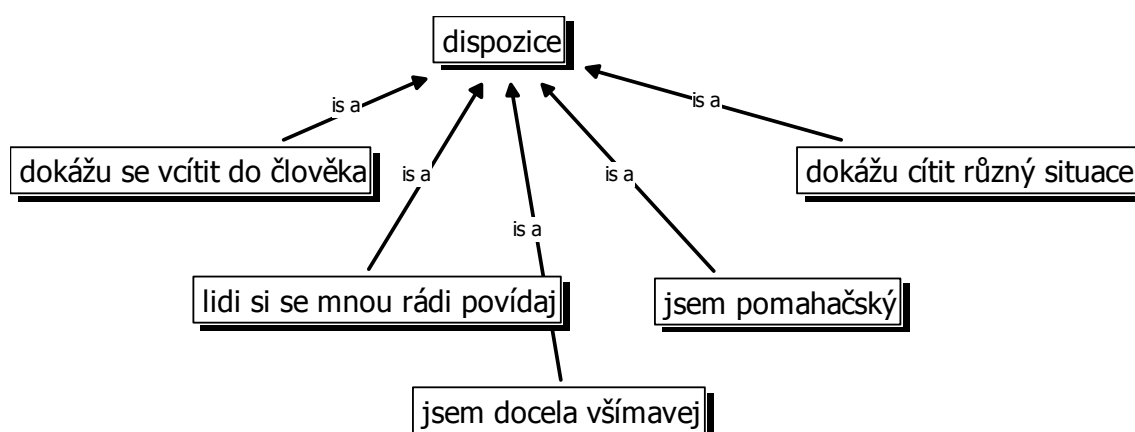 dispozice
is a
is a
dokážu se vcítit do člověka
dokážu cítit různý situace
is a
is a
is a
lidi si se mnou rádi povídaj
jsem pomahačský
jsem docela všímavej